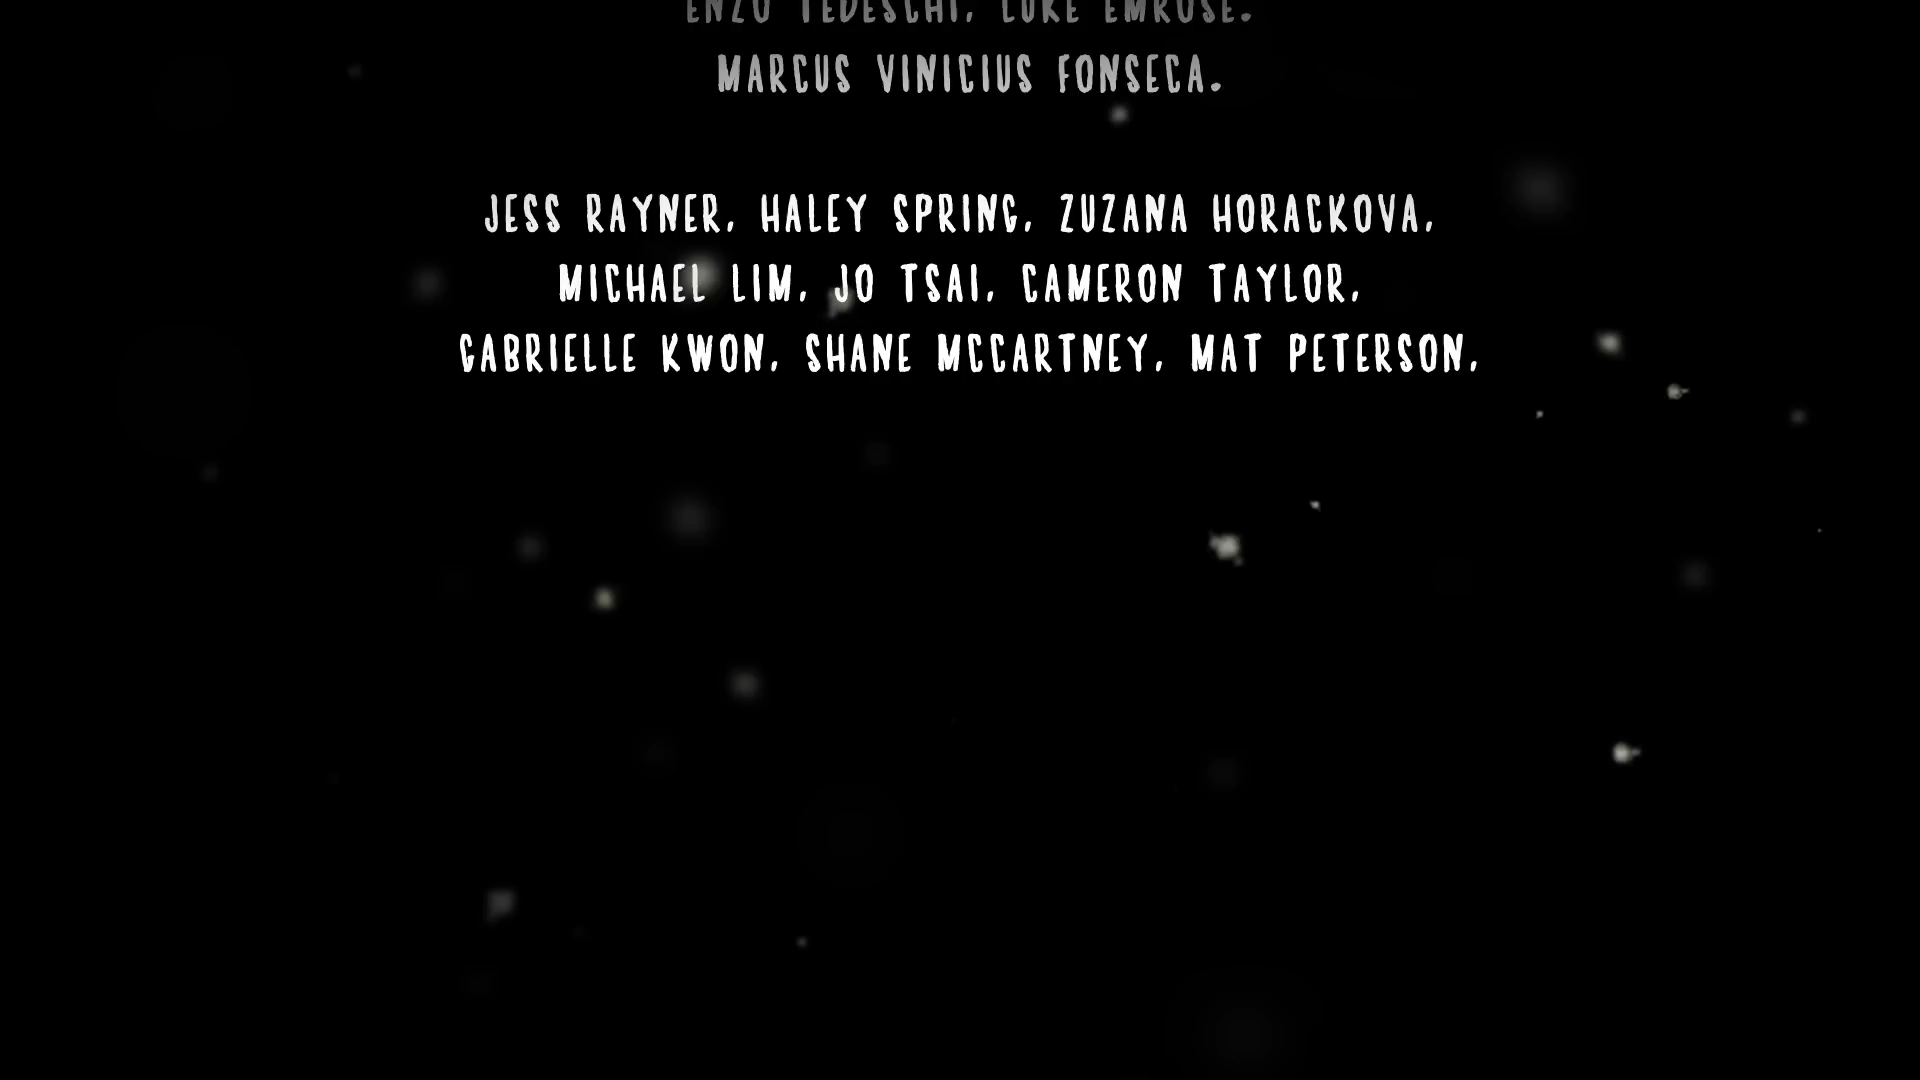 ENZO TEDESCHI, LUKE EMROSE.
MARCUS VINICIUS FONSECA.
JESS RAYNER, HALEY SPRING, ZUZANA HORACKOVA,
MICHAEL LIM, JO TSAI, CAMERON TAYLOR,
GABRIELLE KWON, SHANE MCCARTNEY, MAT PETERSON,